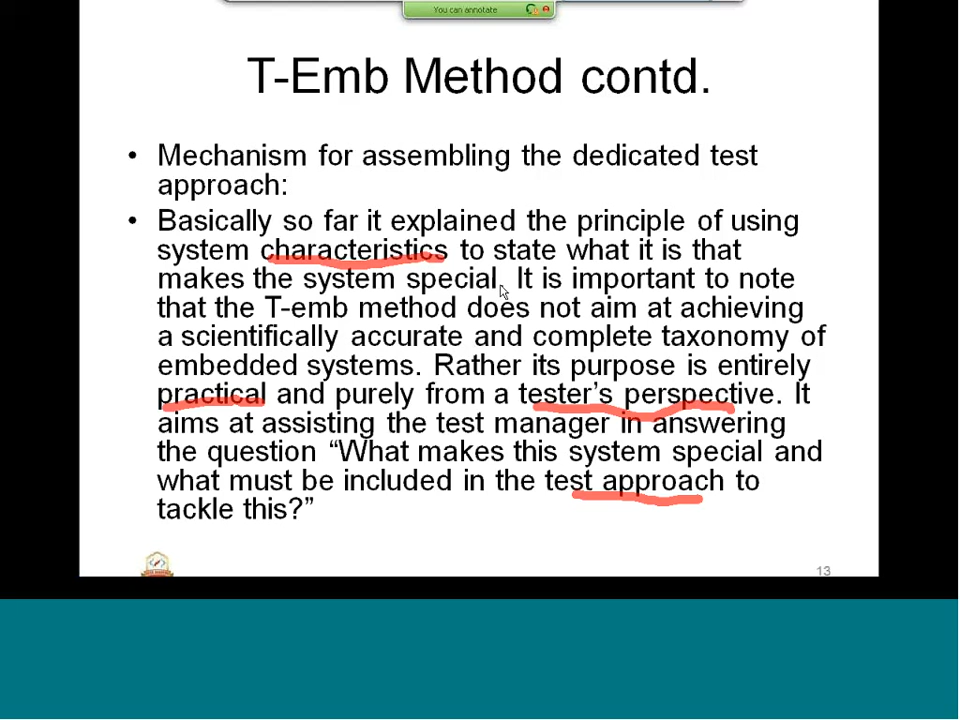 You can annotate
T-Emb Method contd.
• Mechanism for assembling the dedicated test
approach:
• Basically so far it explained the principle of using
system characteristics to state what it is that
makes the system special. It is important to note
that the T-emb method does not aim at achieving
a scientifically accurate and complete taxonomy of
embedded systems. Rather its purpose is entirely
practical and purely from a tester’s perspective. It
aims at assisting the test manager in answering
the question “What makes this system special and
what must be included in the test approach to
tackle this?”
13